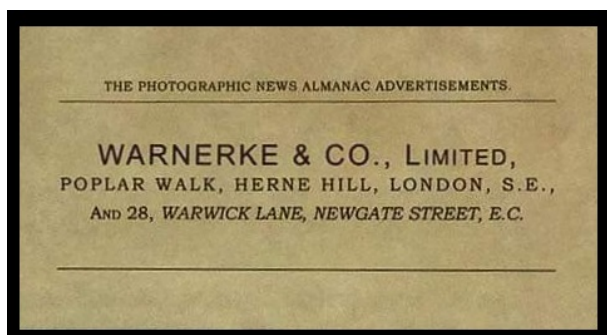 THE PHOTOGRAPHIC NEWS ALMANAC ADVERTISEMENTS.
WARNERKE & CO., LIMITED,
POPLAR WALK, HERNE HILL, LONDON, S.E.,
AND 28, WARWICK LANE, NEWGATE STREET, E.C.